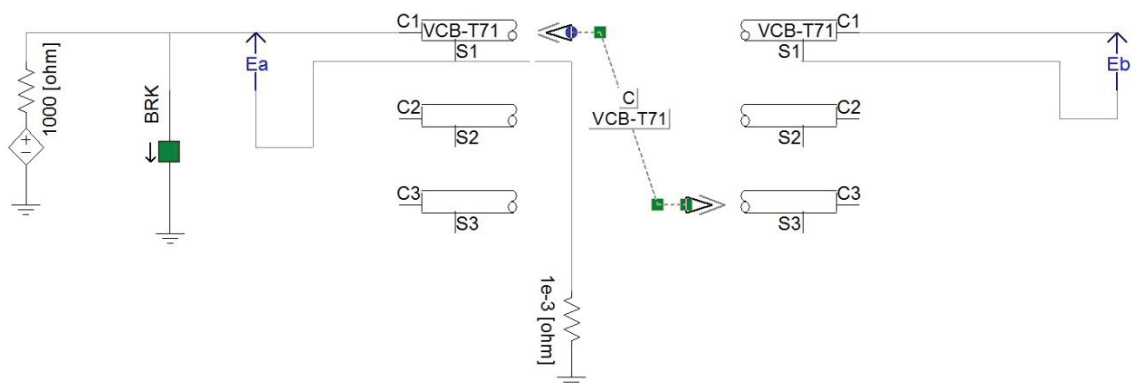 C1 VCB-T71 VCB-T71 C1
S1 S1
Ea Eb
1000 [ohm]
BRK
C
VCB-T71
C2 C2
S2 S2
C3 C3
S3 S3
1e-3 [ohm]